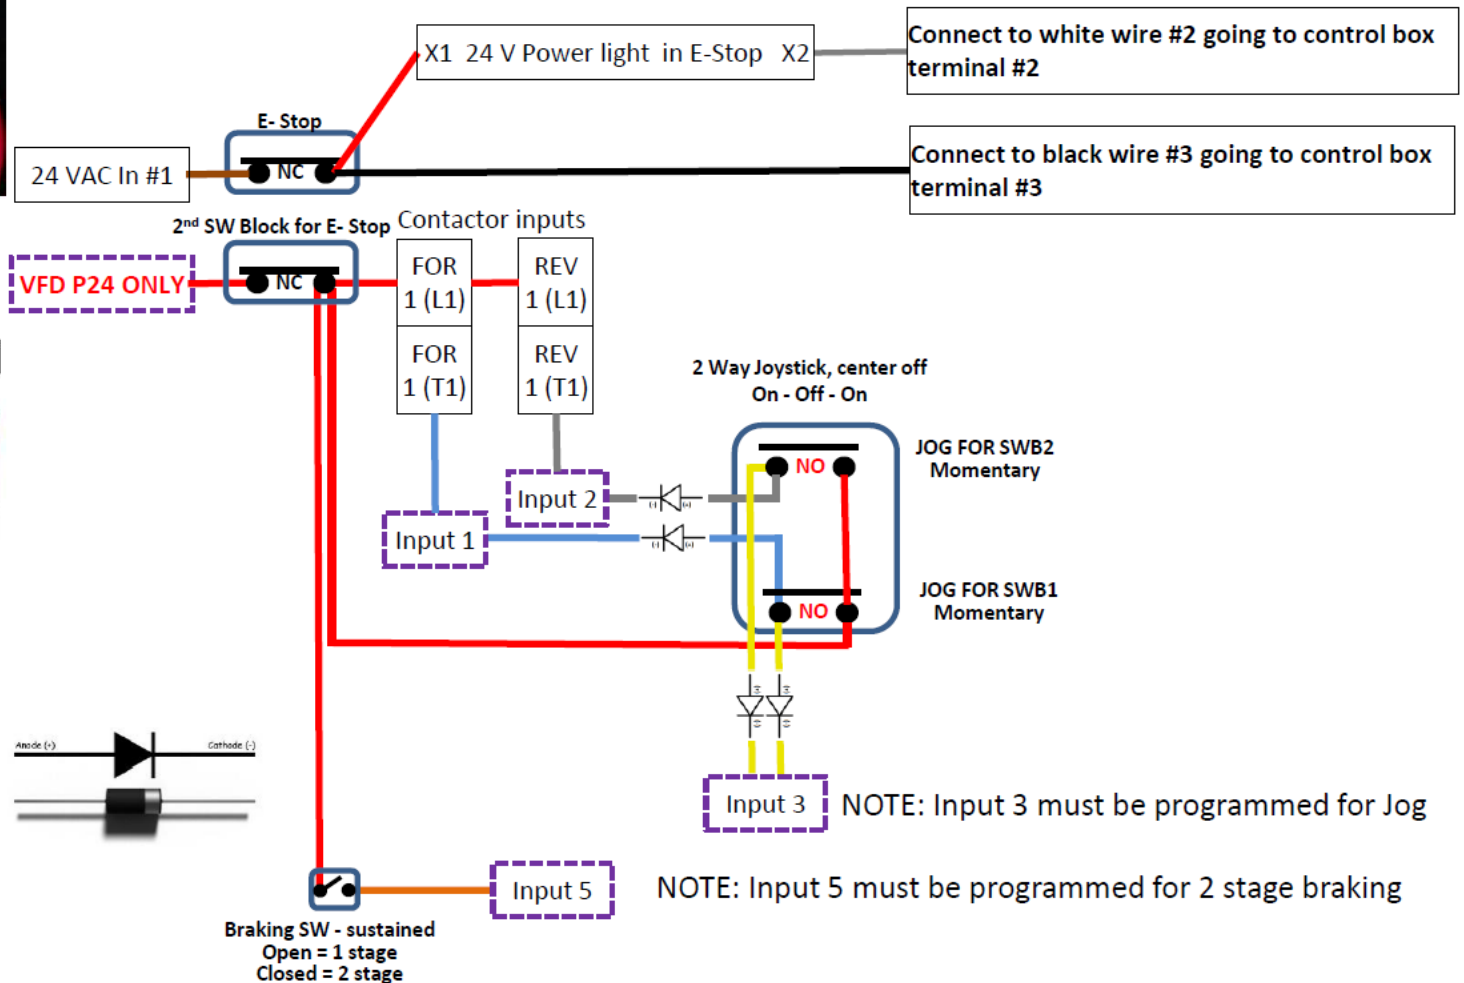 X1 24 V Power light in E-Stop X2
Connect to white wire #2 going to control box
terminal #2
E- Stop
24 VAC In #1
NC
Connect to black wire #3 going to control box
terminal #3
2nd SW Block for E- Stop
Contactor inputs
VFD P24 ONLY
NC
FOR
1 (L1)
REV
1 (L1)
FOR
1 (T1)
REV
1 (T1)
2 Way Joystick, center off
On - Off - On
NO
JOG FOR SWB2
Momentary
Input 2
Input 1
NO
JOG FOR SWB1
Momentary
Anode (+)
Cathode (-)
Input 3
NOTE: Input 3 must be programmed for Jog
Input 5
NOTE: Input 5 must be programmed for 2 stage braking
Braking SW - sustained
Open = 1 stage
Closed = 2 stage